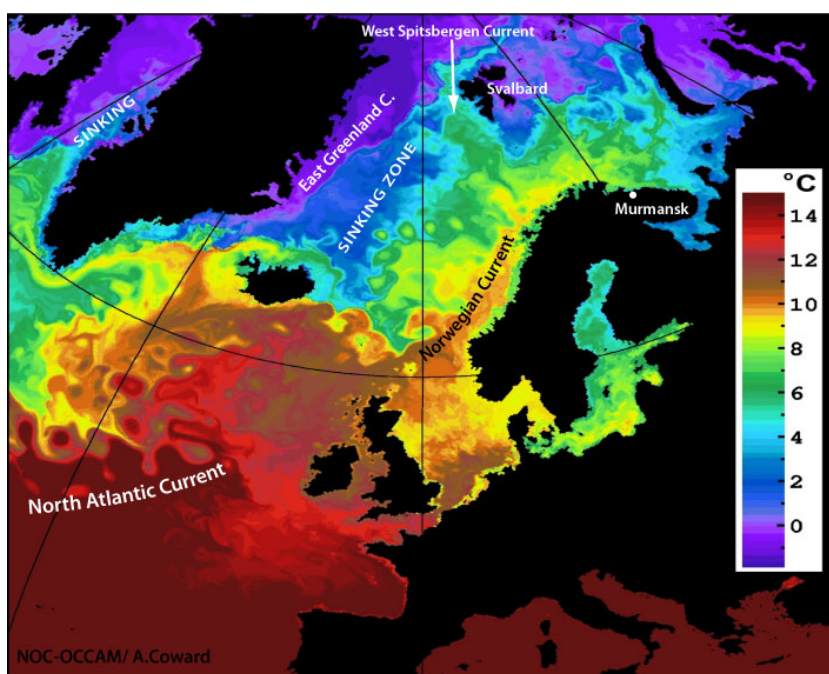 West Spitsbergen Current
Svalbard
SINKING
East Greenland C.
SINKING ZONE
Murmansk
Norwegian Current
North Atlantic Current
NOC-OCCAM/ A.Coward
°C
14
12
10
8
6
4
2
0